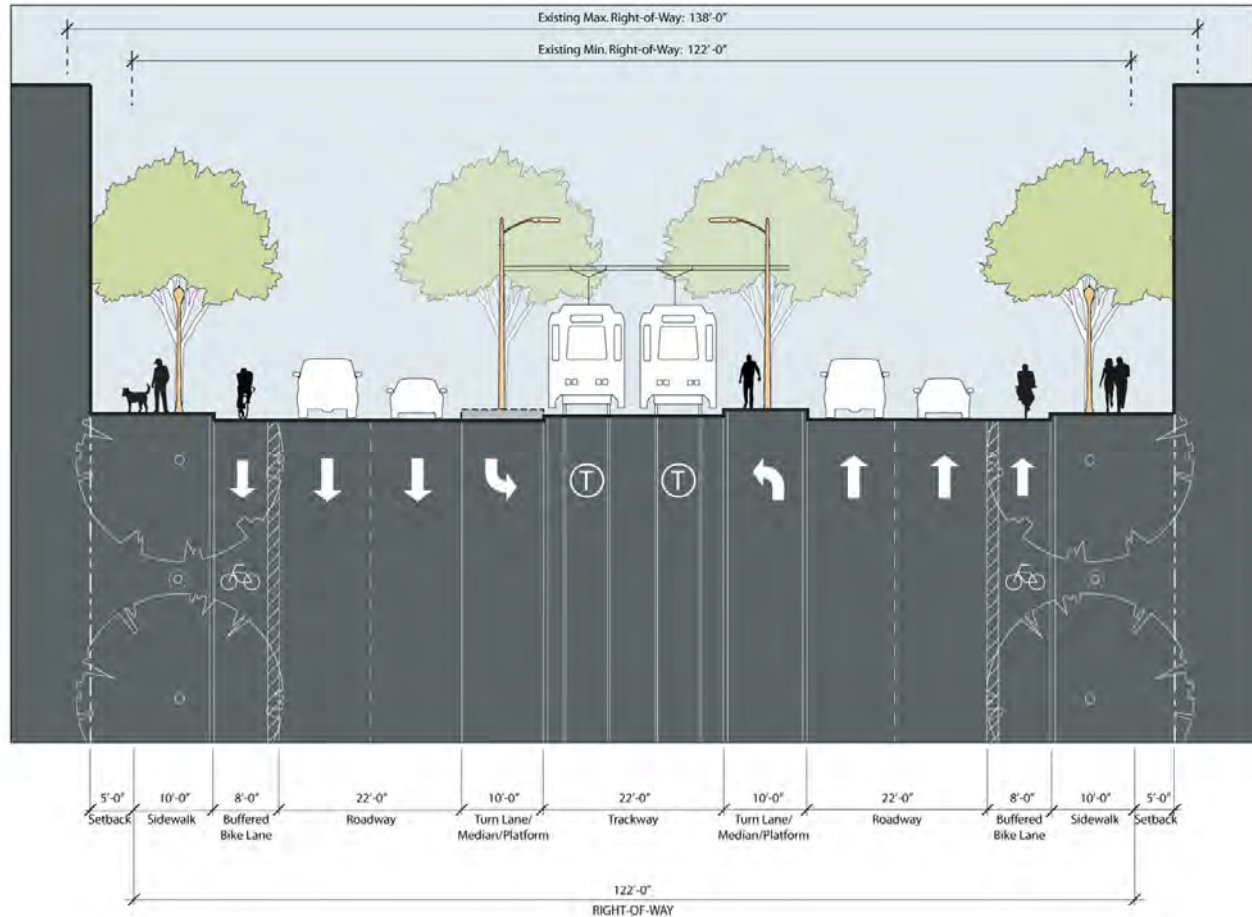 Existing Max. Right-of-Way: 138'-0"
Existing Min. Right-of-Way: 122'-0"
T T
5'-0" 10'-0" 8'-0" 22'-0" 10'-0" 22'-0" 10'-0" 22'-0" 8'-0" 10'-0" 5'-0"
Setback Sidewalk Buffered Roadway Turn Lane/ Trackway Turn Lane/ Roadway Buffered Sidewalk Setback
Bike Lane Median/Platform Median/Platform Bike Lane
122'-0"
RIGHT-OF-WAY